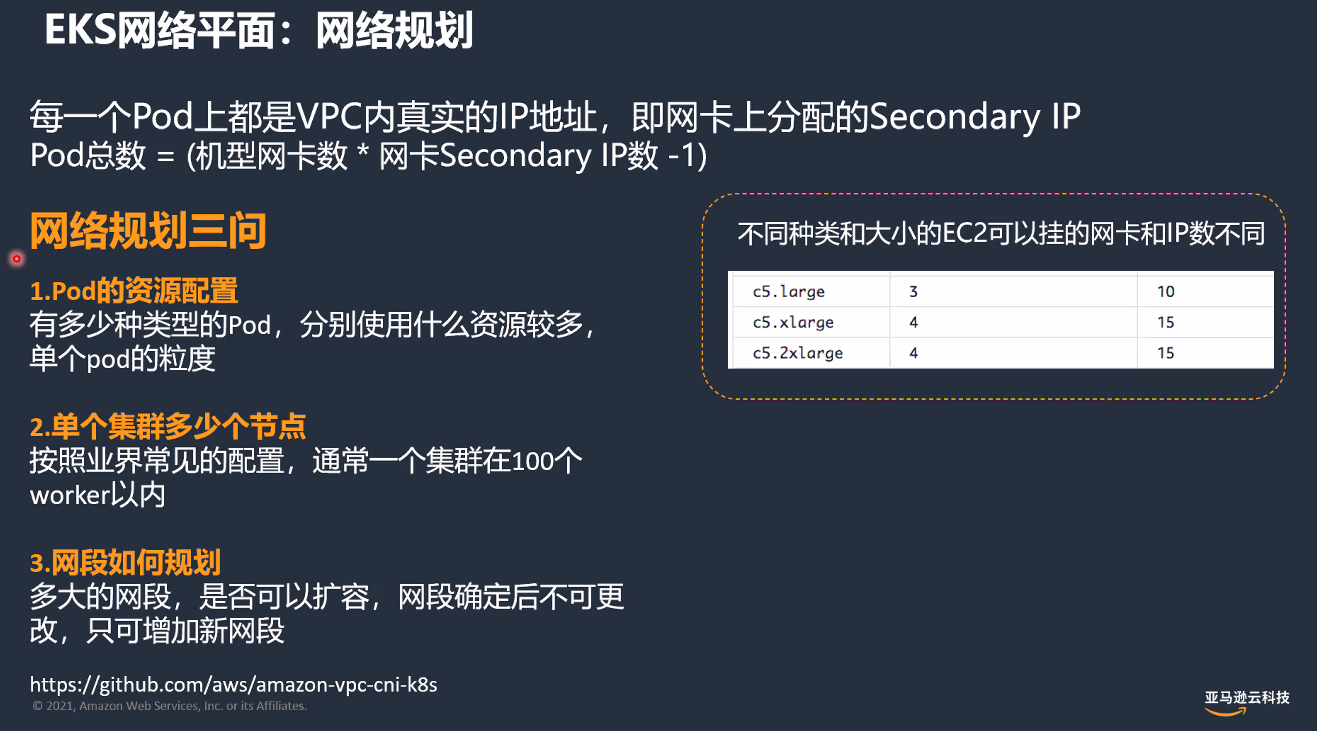 EKS网络平面：网络规划
每一个Pod上都是VPC内真实的IP地址，即网卡上分配的Secondary IP
Pod总数 = (机型网卡数 * 网卡Secondary IP数 -1)
网络规划三问
1.Pod的资源配置
有多少种类型的Pod，分别使用什么资源较多，
单个pod的粒度
2.单个集群多少个节点
按照业界常见的配置，通常一个集群在100个
worker以内
3.网段如何规划
多大的网段，是否可以扩容，网段确定后不可更
改，只可增加新网段
不同种类和大小的EC2可以挂的网卡和IP数不同
c5.large 3 10
c5.xlarge 4 15
c5.2xlarge 4 15
https://github.com/aws/amazon-vpc-cni-k8s
© 2021, Amazon Web Services, Inc. or its Affiliates.
亚马逊云科技